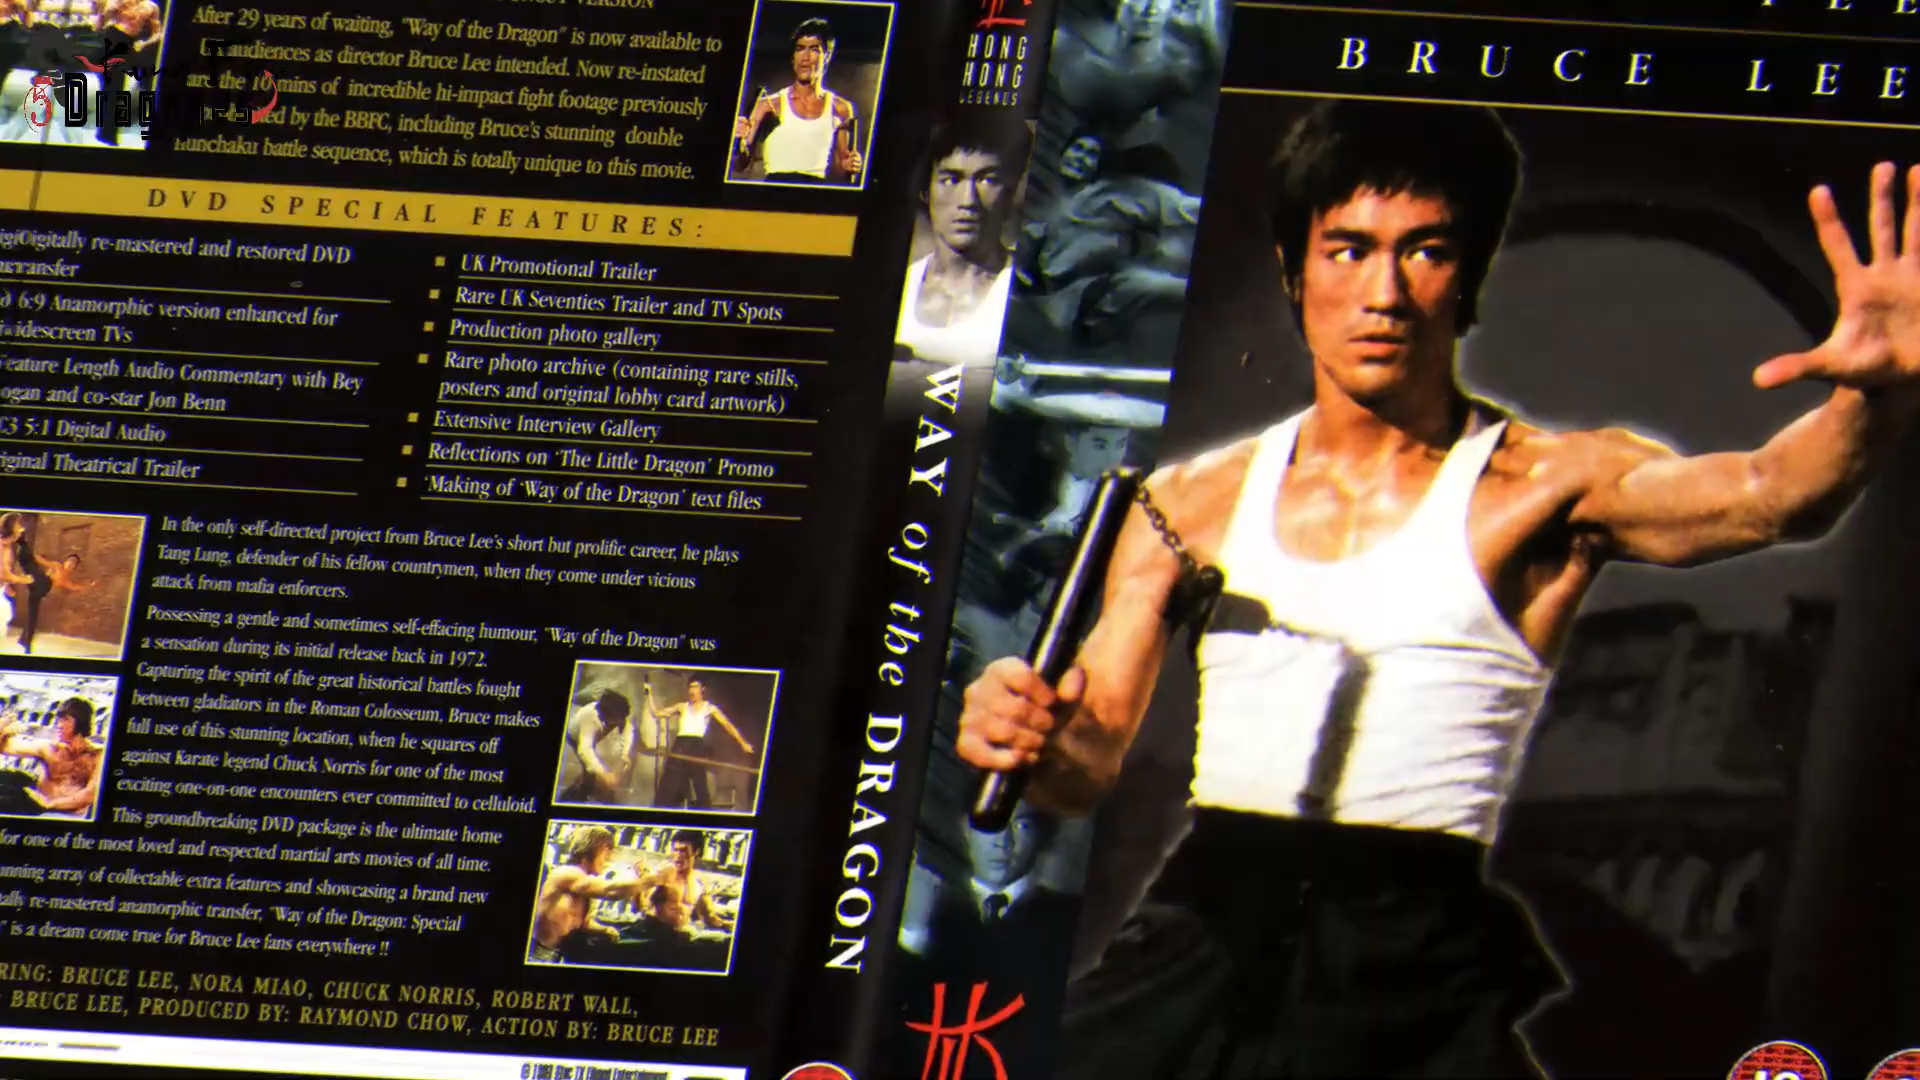 After 29 years of waiting, "Way of the Dragon" is now available to
audiences as director Bruce Lee intended. Now re-instated
are the 10 mins of incredible hi-impact fight footage previously
by the BBFC, including Bruce's stunning double
nunchaku battle sequence, which is totally unique to this movie.
DVD SPECIAL FEATURES:
Digitally re-mastered and restored DVD
transfer
6:9 Anamorphic version enhanced for
idescreen TVs
eature Length Audio Commentary with Bey
ogan and co-star Jon Benn
5:1 Digital Audio
iginal Theatrical Trailer
UK Promotional Trailer
Rare UK Seventies Trailer and TV Spots
Production photo gallery
Rare photo archive (containing rare stills,
posters and original lobby card artwork)
Extensive Interview Gallery
Reflections on 'The Little Dragon' Promo
'Making of 'Way of the Dragon' text files
In the only self-directed project from Bruce Lee's short but prolific career, he plays
Tang Lung, defender of his fellow countrymen, when they come under vicious
attack from mafia enforcers.
Possessing a gentle and sometimes self-effacing humour, "Way of the Dragon" was
a sensation during its initial release back in 1972.
Capturing the spirit of the great historical battles fought
between gladiators in the Roman Colosseum, Bruce makes
full use of this stunning location, when he squares off
against Karate legend Chuck Norris for one of the most
exciting one-on-one encounters ever committed to celluloid.
This groundbreaking DVD package is the ultimate home
for one of the most loved and respected martial arts movies of all time.
unning array of collectable extra features and showcasing a brand new
tally re-mastered anamorphic transfer, "Way of the Dragon: Special
" is a dream come true for Bruce Lee fans everywhere !!
RING: BRUCE LEE, NORA MIAO, CHUCK NORRIS, ROBERT WALL,
: BRUCE LEE, PRODUCED BY: RAYMOND CHOW, ACTION BY: BRUCE LEE
HONG
HONG
LEGENDS
WAY of the DRAGON
HK
BRUCE LEE
Dragon